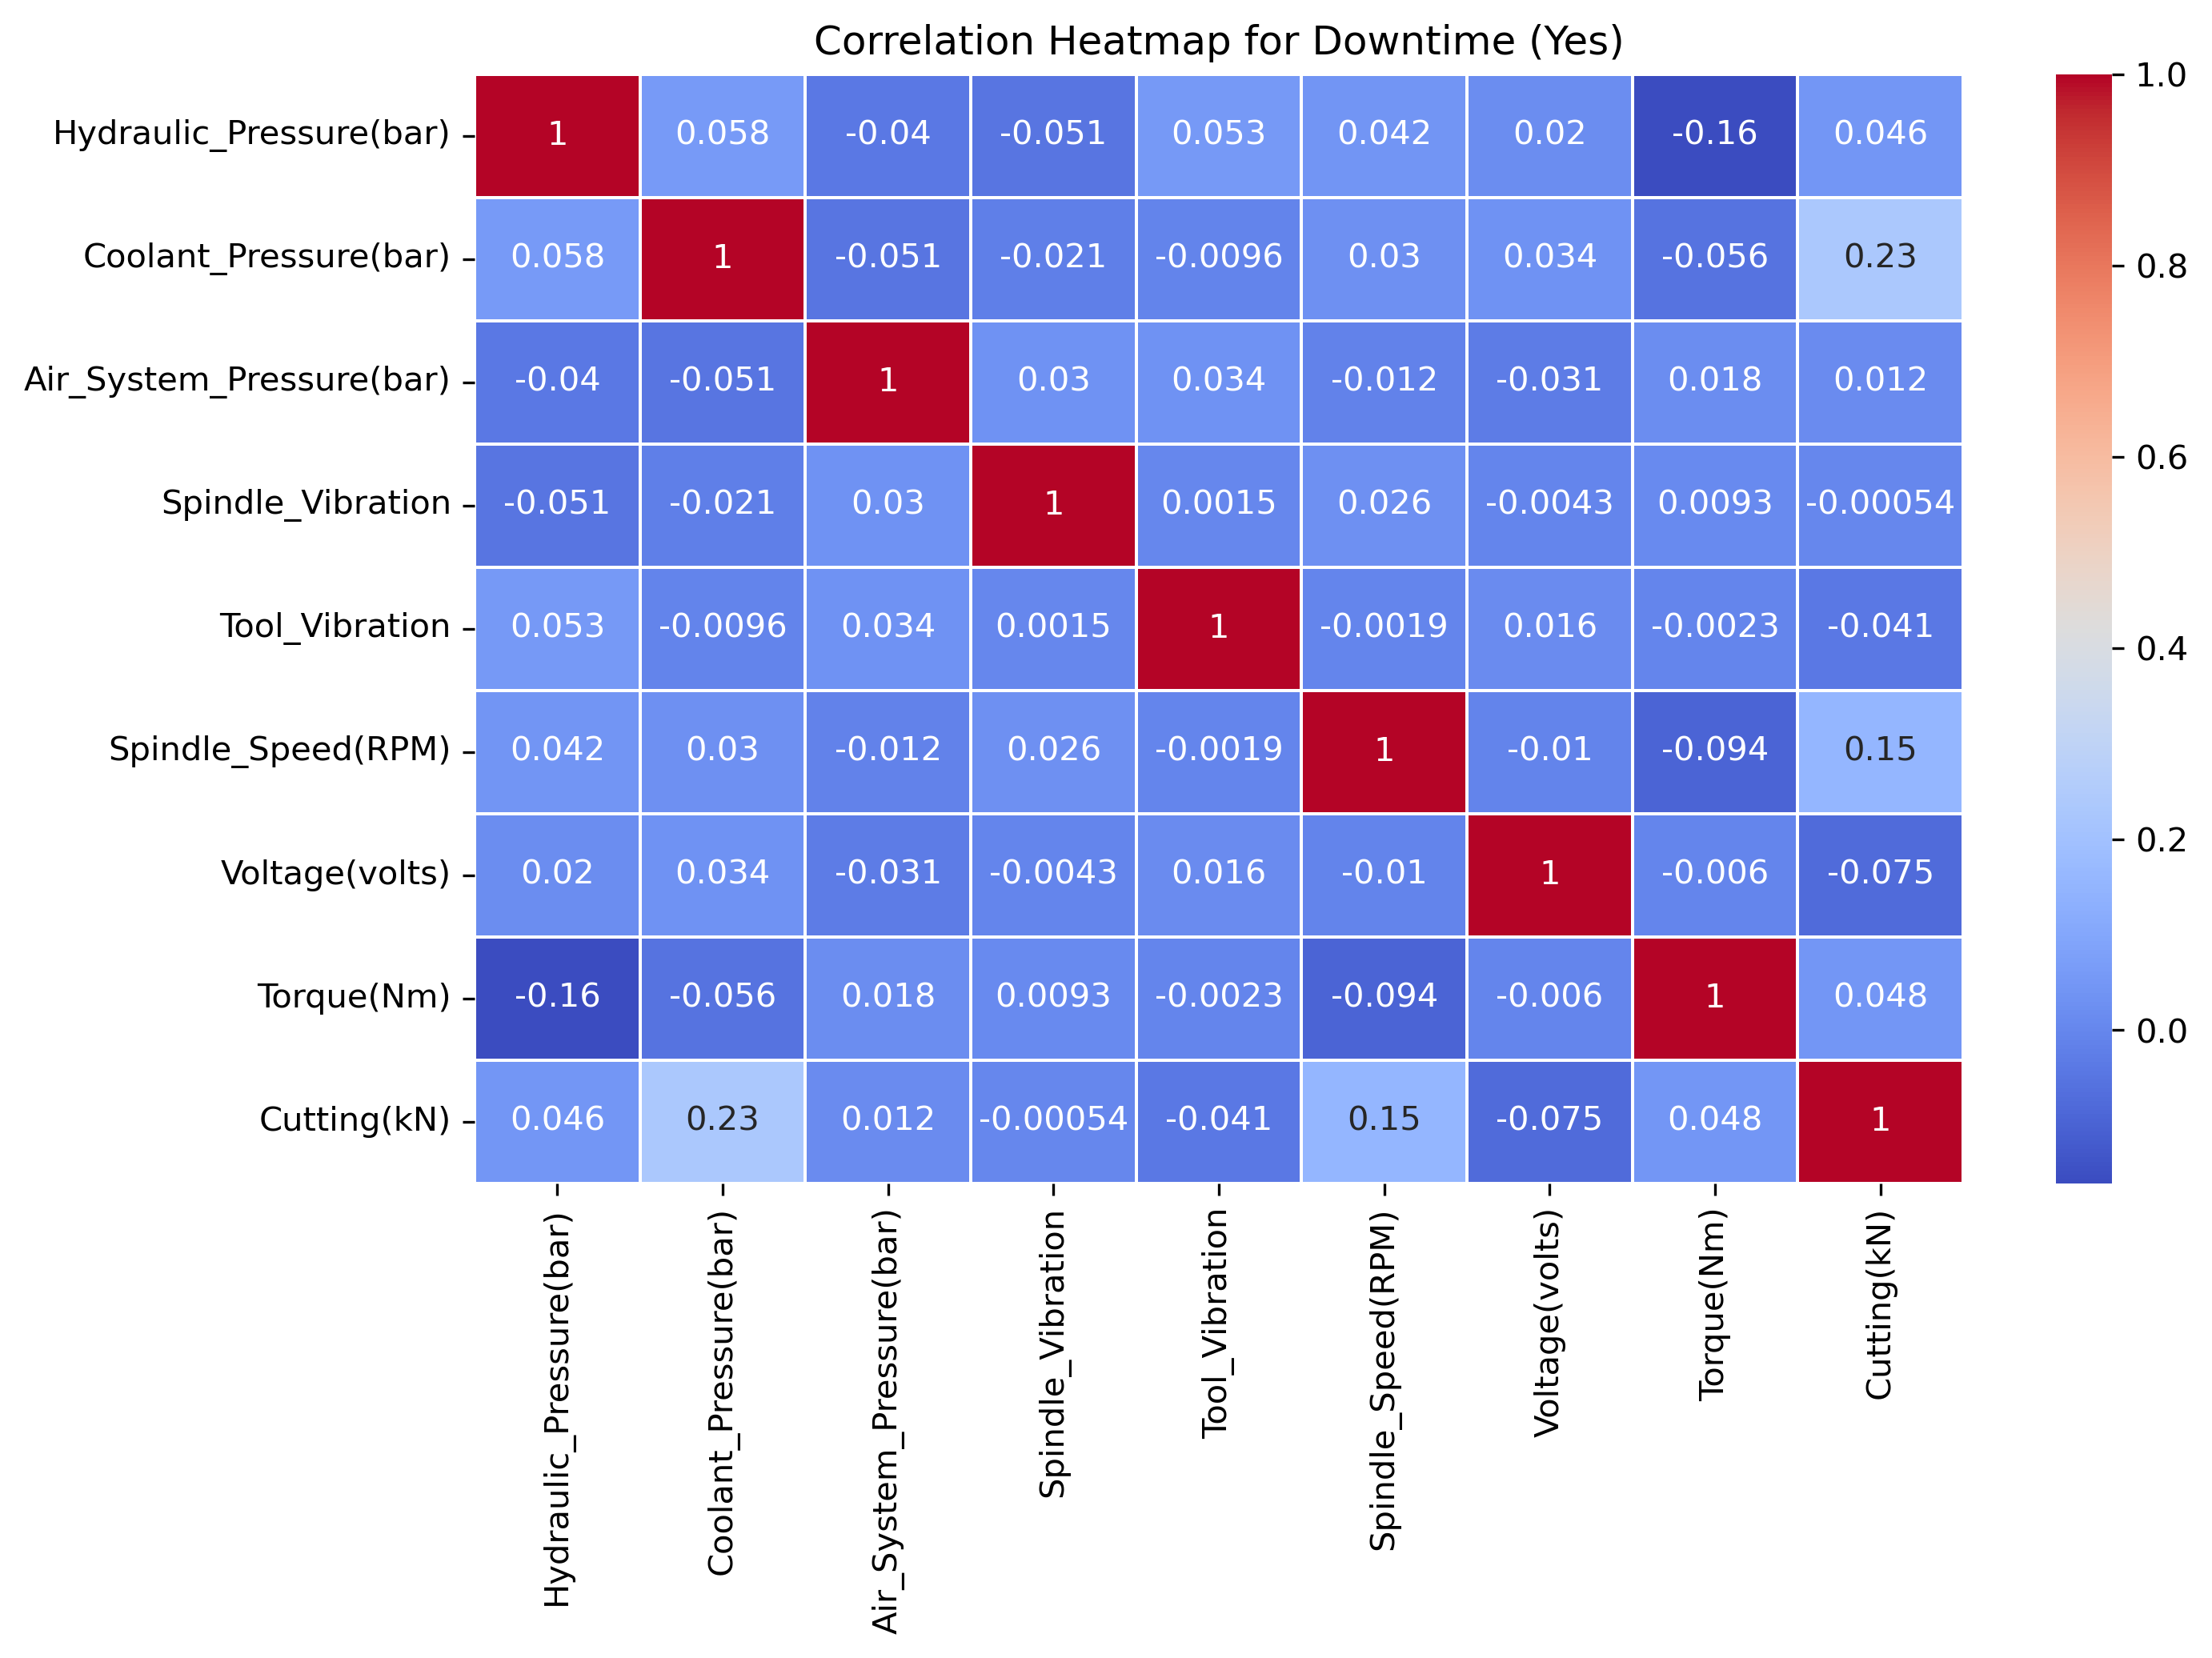 Correlation Heatmap for Downtime (Yes)
Hydraulic_Pressure(bar) 1 0.058 -0.04 -0.051 0.053 0.042 0.02 -0.16 0.046
Coolant_Pressure(bar) 0.058 1 -0.051 -0.021 -0.0096 0.03 0.034 -0.056 0.23
Air_System_Pressure(bar) -0.04 -0.051 1 0.03 0.034 -0.012 -0.031 0.018 0.012
Spindle_Vibration -0.051 -0.021 0.03 1 0.0015 0.026 -0.0043 0.0093 -0.00054
Tool_Vibration 0.053 -0.0096 0.034 0.0015 1 -0.0019 0.016 -0.0023 -0.041
Spindle_Speed(RPM) 0.042 0.03 -0.012 0.026 -0.0019 1 -0.01 -0.094 0.15
Voltage(volts) 0.02 0.034 -0.031 -0.0043 0.016 -0.01 1 -0.006 -0.075
Torque(Nm) -0.16 -0.056 0.018 0.0093 -0.0023 -0.094 -0.006 1 0.048
Cutting(kN) 0.046 0.23 0.012 -0.00054 -0.041 0.15 -0.075 0.048 1
Hydraulic_Pressure(bar)
Coolant_Pressure(bar)
Air_System_Pressure(bar)
Spindle_Vibration
Tool_Vibration
Spindle_Speed(RPM)
Voltage(volts)
Torque(Nm)
Cutting(kN)
1.0
0.8
0.6
0.4
0.2
0.0